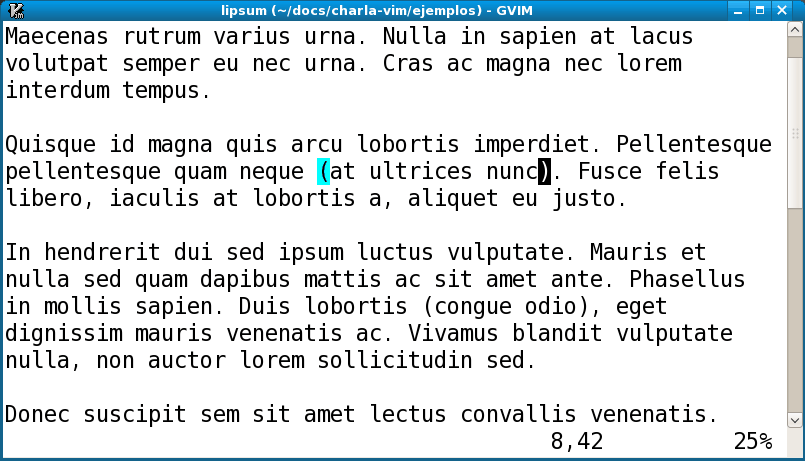 lipsum (~/docs/charla-vim/ejemplos) - GVIM
Maecenas rutrum varius urna. Nulla in sapien at lacus
volutpat semper eu nec urna. Cras ac magna nec lorem
interdum tempus.
Quisque id magna quis arcu lobortis imperdiet. Pellentesque
pellentesque quam neque (at ultrices nunc). Fusce felis
libero, iaculis at lobortis a, aliquet eu justo.
In hendrerit dui sed ipsum luctus vulputate. Mauris et
nulla sed quam dapibus mattis ac sit amet ante. Phasellus
in mollis sapien. Duis lobortis (congue odio), eget
dignissim mauris venenatis ac. Vivamus blandit vulputate
nulla, non auctor lorem sollicitudin sed.
Donec suscipit sem sit amet lectus convallis venenatis.
8,42 25%